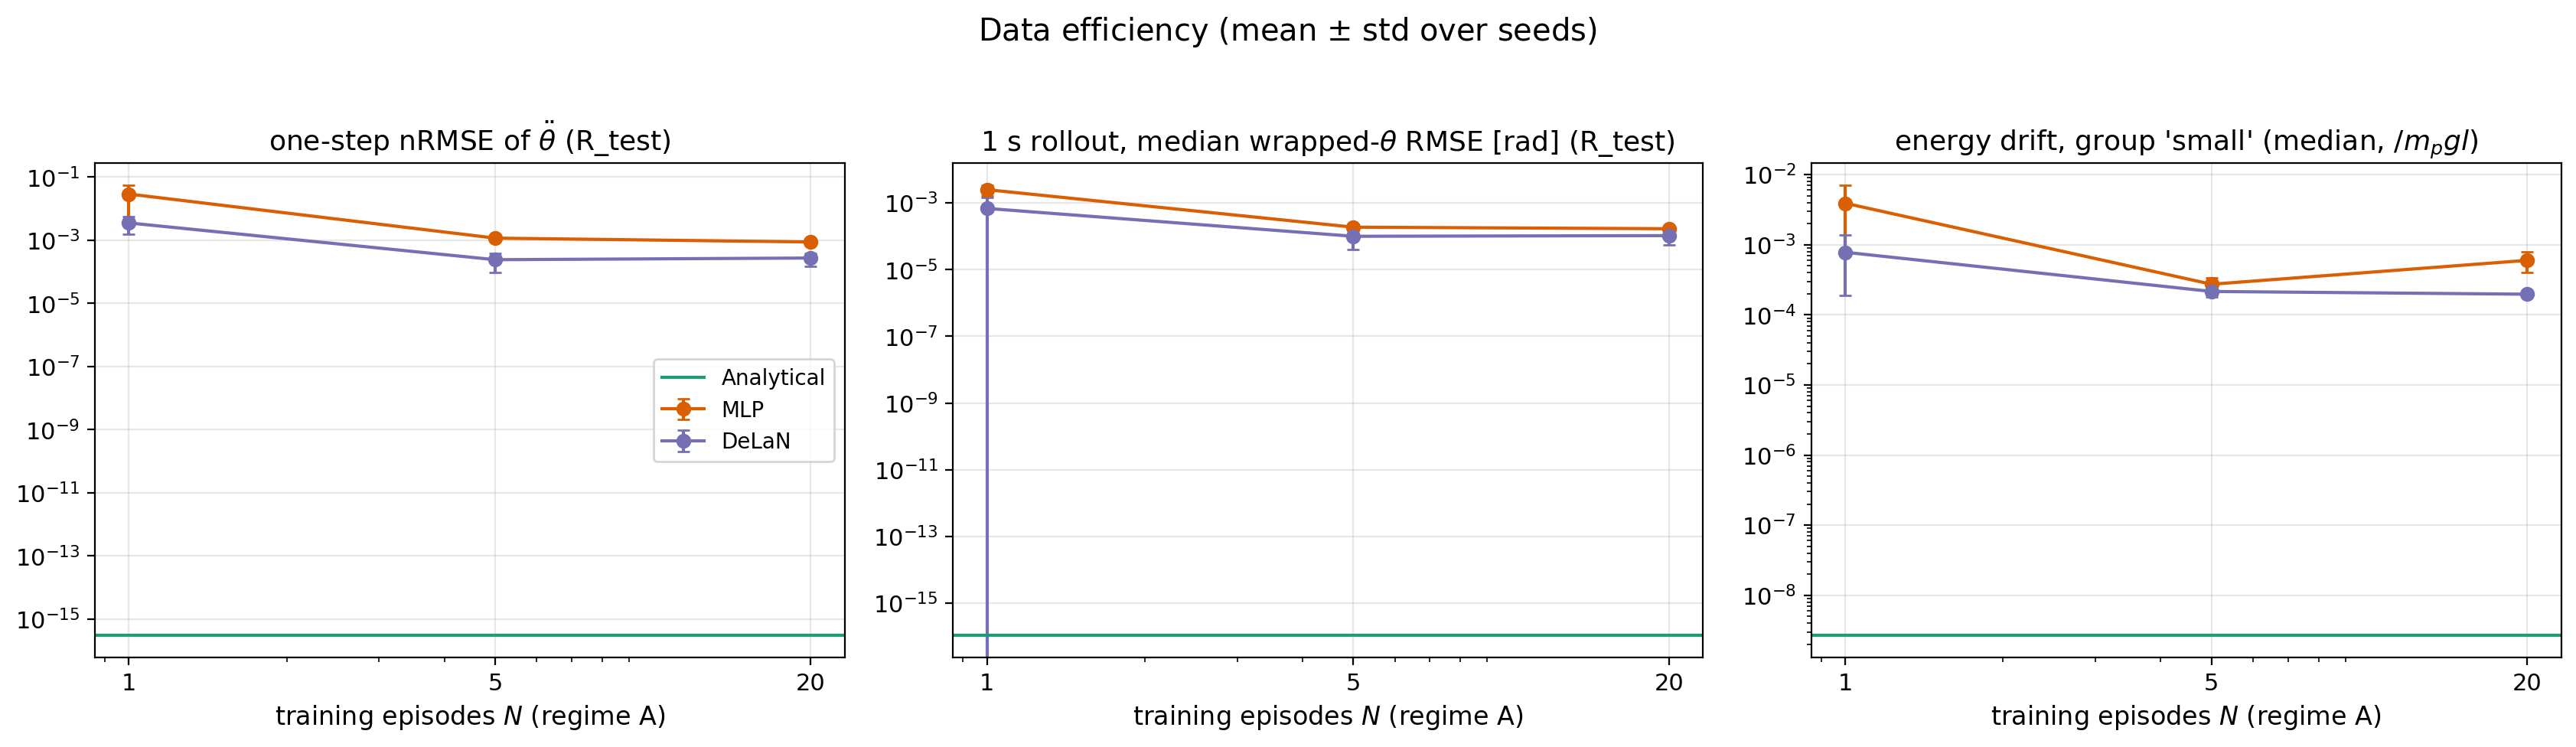 Data efficiency (mean ± std over seeds)
one-step nRMSE of θ̈ (R_test)
10⁻¹
10⁻³
10⁻⁵
10⁻⁷
10⁻⁹
10⁻¹¹
10⁻¹³
10⁻¹⁵
Analytical
MLP
DeLaN
1 5 20
training episodes N (regime A)
1 s rollout, median wrapped-θ RMSE [rad] (R_test)
10⁻³
10⁻⁵
10⁻⁷
10⁻⁹
10⁻¹¹
10⁻¹³
10⁻¹⁵
1 5 20
training episodes N (regime A)
energy drift, group 'small' (median, /mₚgl)
10⁻²
10⁻³
10⁻⁴
10⁻⁵
10⁻⁶
10⁻⁷
10⁻⁸
1 5 20
training episodes N (regime A)